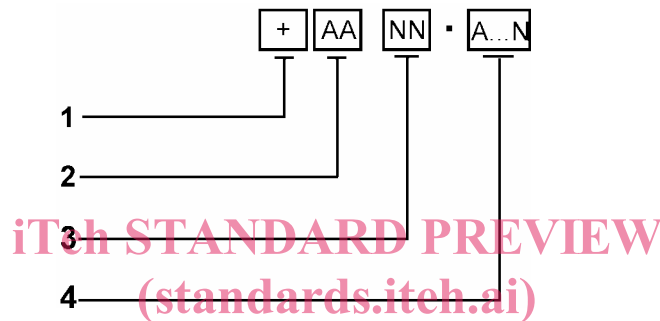 + AA NN . A...N
1
2
3
iTeh STANDARD PREVIEW
4
(standards.iteh.ai)